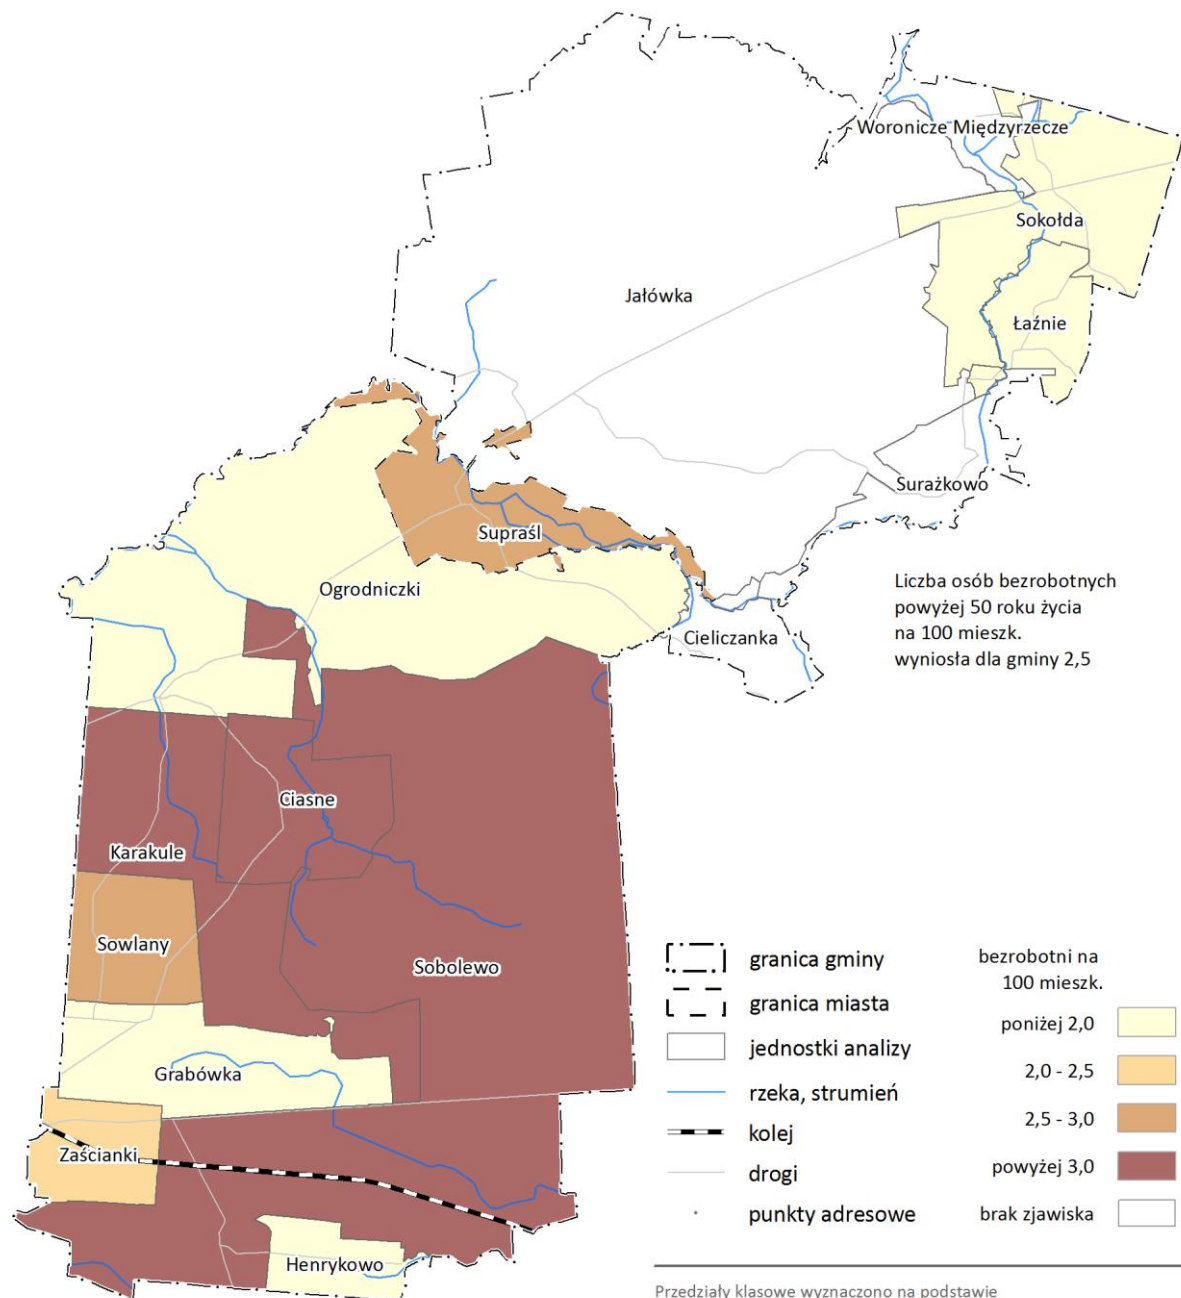 Woronicze Międzyrzecze
Sokołda
Jałówka
Łaźnie
Surażkowo
Supraśl
Liczba osób bezrobotnych
powyżej 50 roku życia
na 100 mieszk.
wyniosła dla gminy 2,5
Ogrodniczki
Cieliczanka
Ciasne
Karakule
Sowlany
Sobolewo
Grabówka
Zaścianki
Henrykowo
granica gminy
granica miasta
jednostki analizy
rzeka, strumień
kolej
drogi
punkty adresowe
bezrobotni na
100 mieszk.
poniżej 2,0
2,0 - 2,5
2,5 - 3,0
powyżej 3,0
brak zjawiska
Przedziały klasowe wyznaczono na podstawie